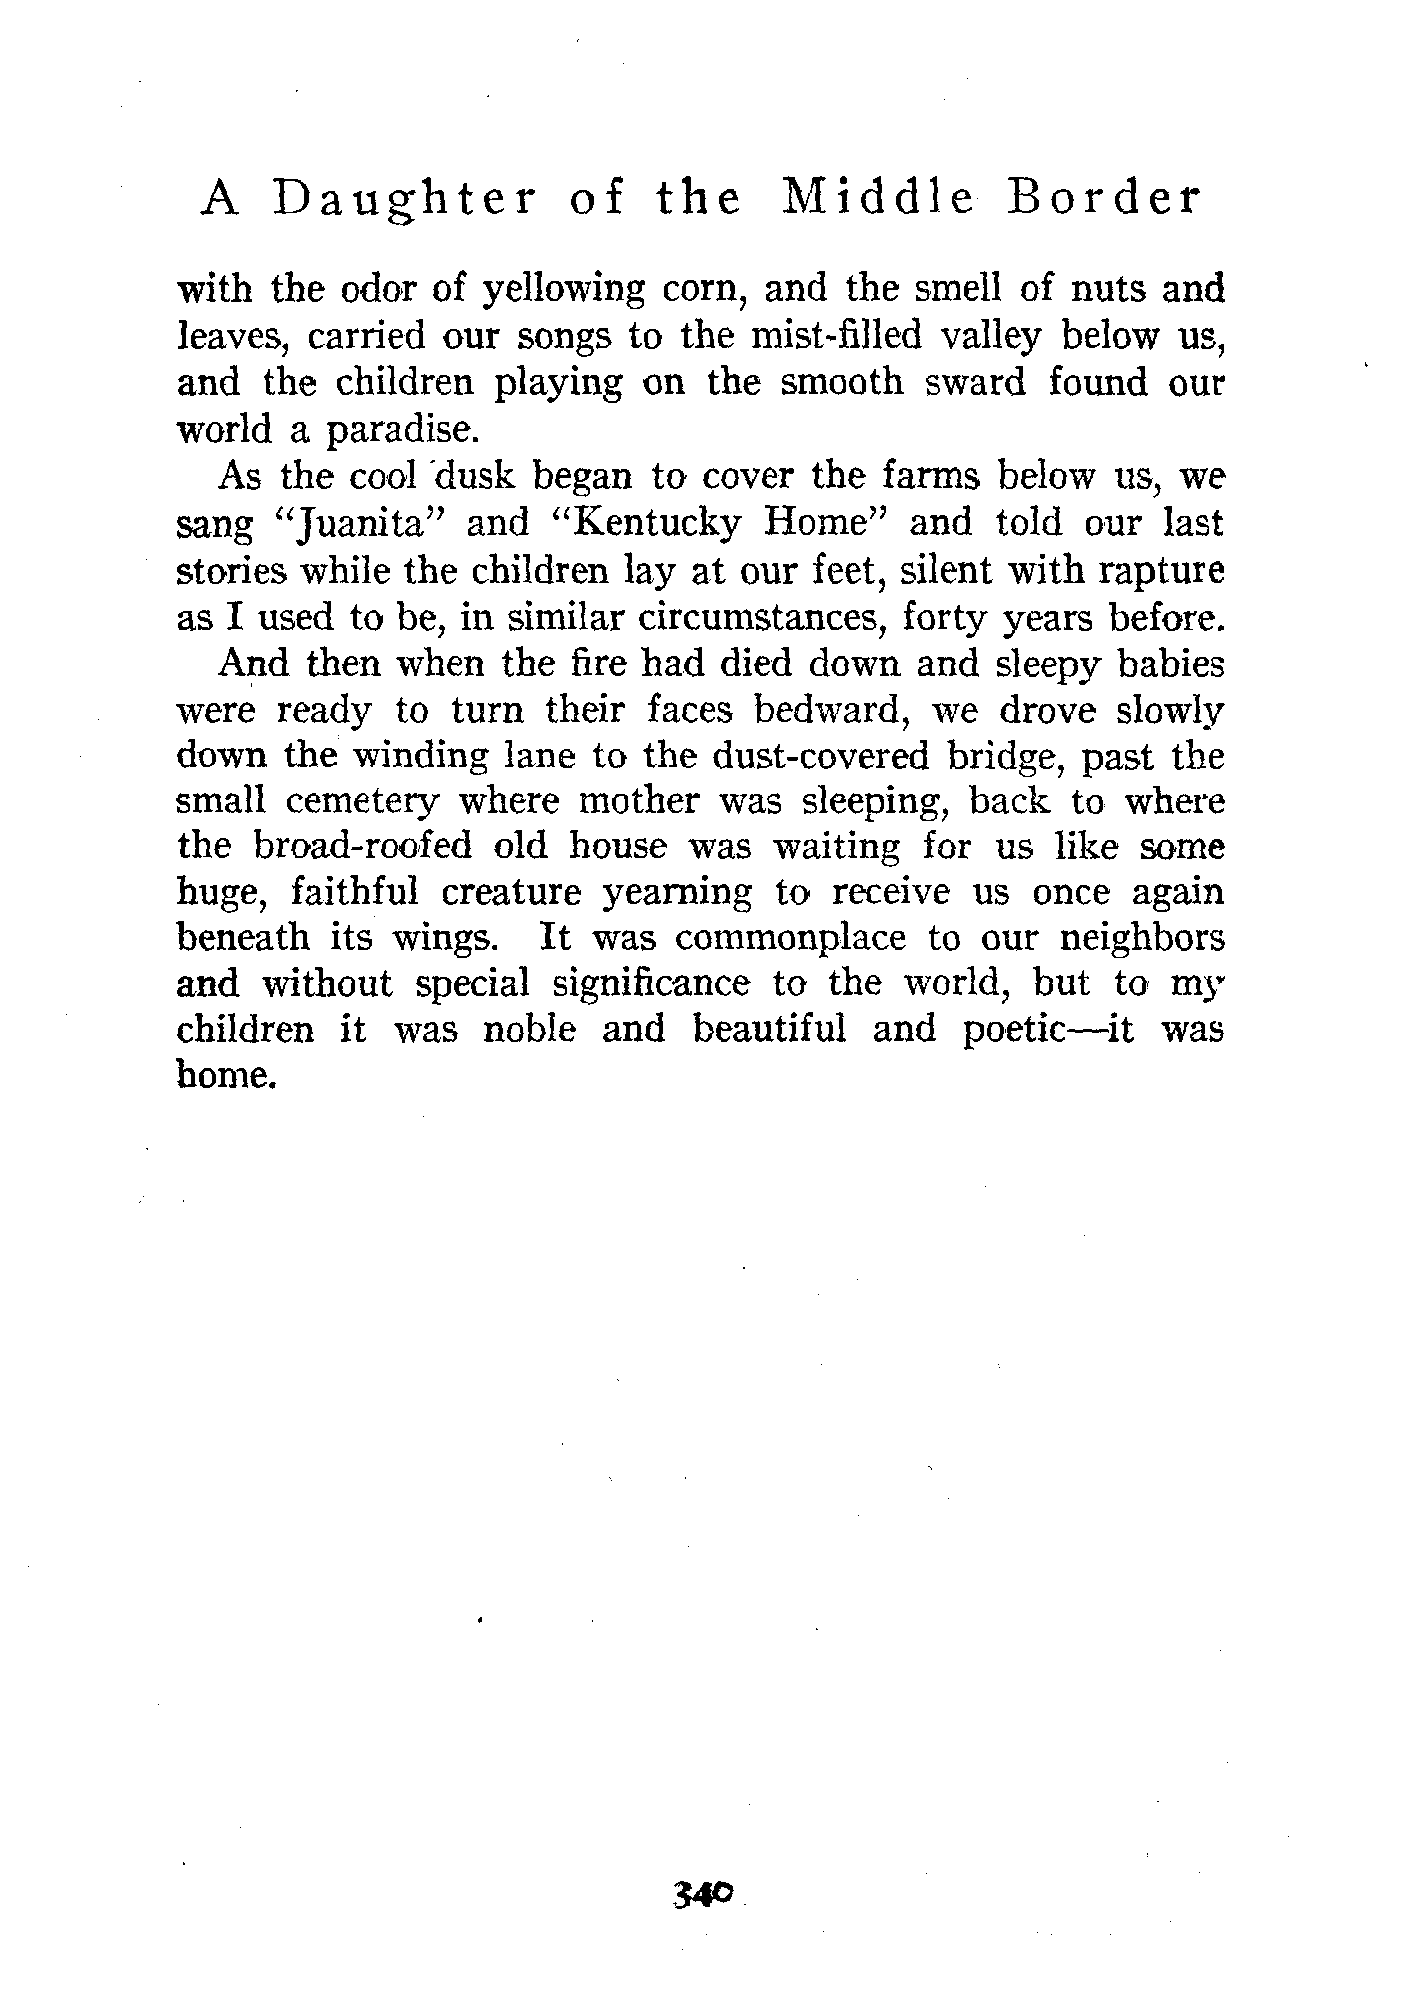 A Daughter of the Middle Border
with the odor of yellowing corn, and the smell of nuts and
leaves, carried our songs to the mist-filled valley below us,
and the children playing on the smooth sward found our
world a paradise.
As the cool dusk began to cover the farms below us, we
sang “Juanita” and “Kentucky Home” and told our last
stories while the children lay at our feet, silent with rapture
as I used to be, in similar circumstances, forty years before.
And then when the fire had died down and sleepy babies
were ready to turn their faces bedward, we drove slowly
down the winding lane to the dust-covered bridge, past the
small cemetery where mother was sleeping, back to where
the broad-roofed old house was waiting for us like some
huge, faithful creature yearning to receive us once again
beneath its wings. It was commonplace to our neighbors
and without special significance to the world, but to my
children it was noble and beautiful and poetic—it was
home.
340